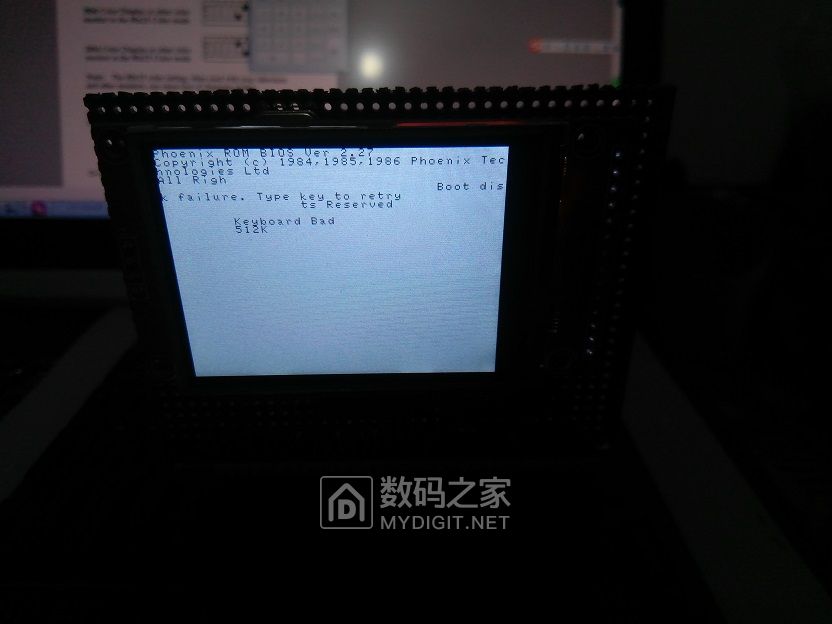 Phoenix ROM BIOS Ver 2.27
Copyright (c) 1984,1985,1986 Phoenix Tec
hnologies Ltd
All Righ
Boot dis
k failure. Type key to retry
ts Reserved
Keyboard Bad
512K
数码之家
MYDIGIT.NET